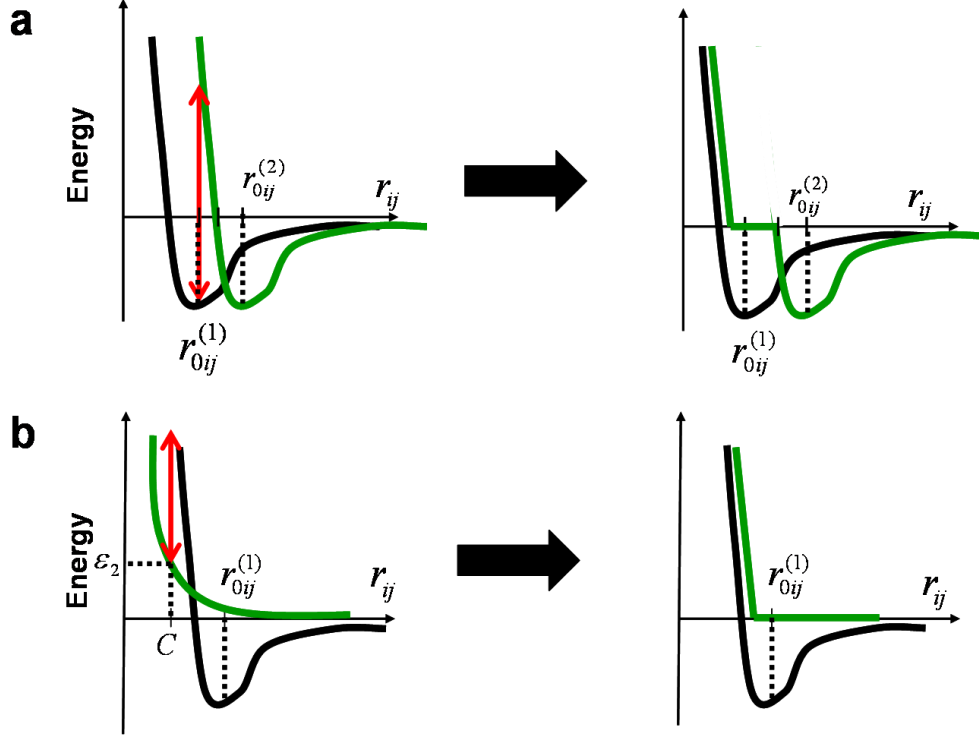 a
Energy
r_{0ij}^{(2)}
r_{ij}
r_{0ij}^{(1)}
r_{0ij}^{(2)}
r_{ij}
r_{0ij}^{(1)}
b
Energy
ε_2
C
r_{0ij}^{(1)}
r_{ij}
r_{0ij}^{(1)}
r_{ij}